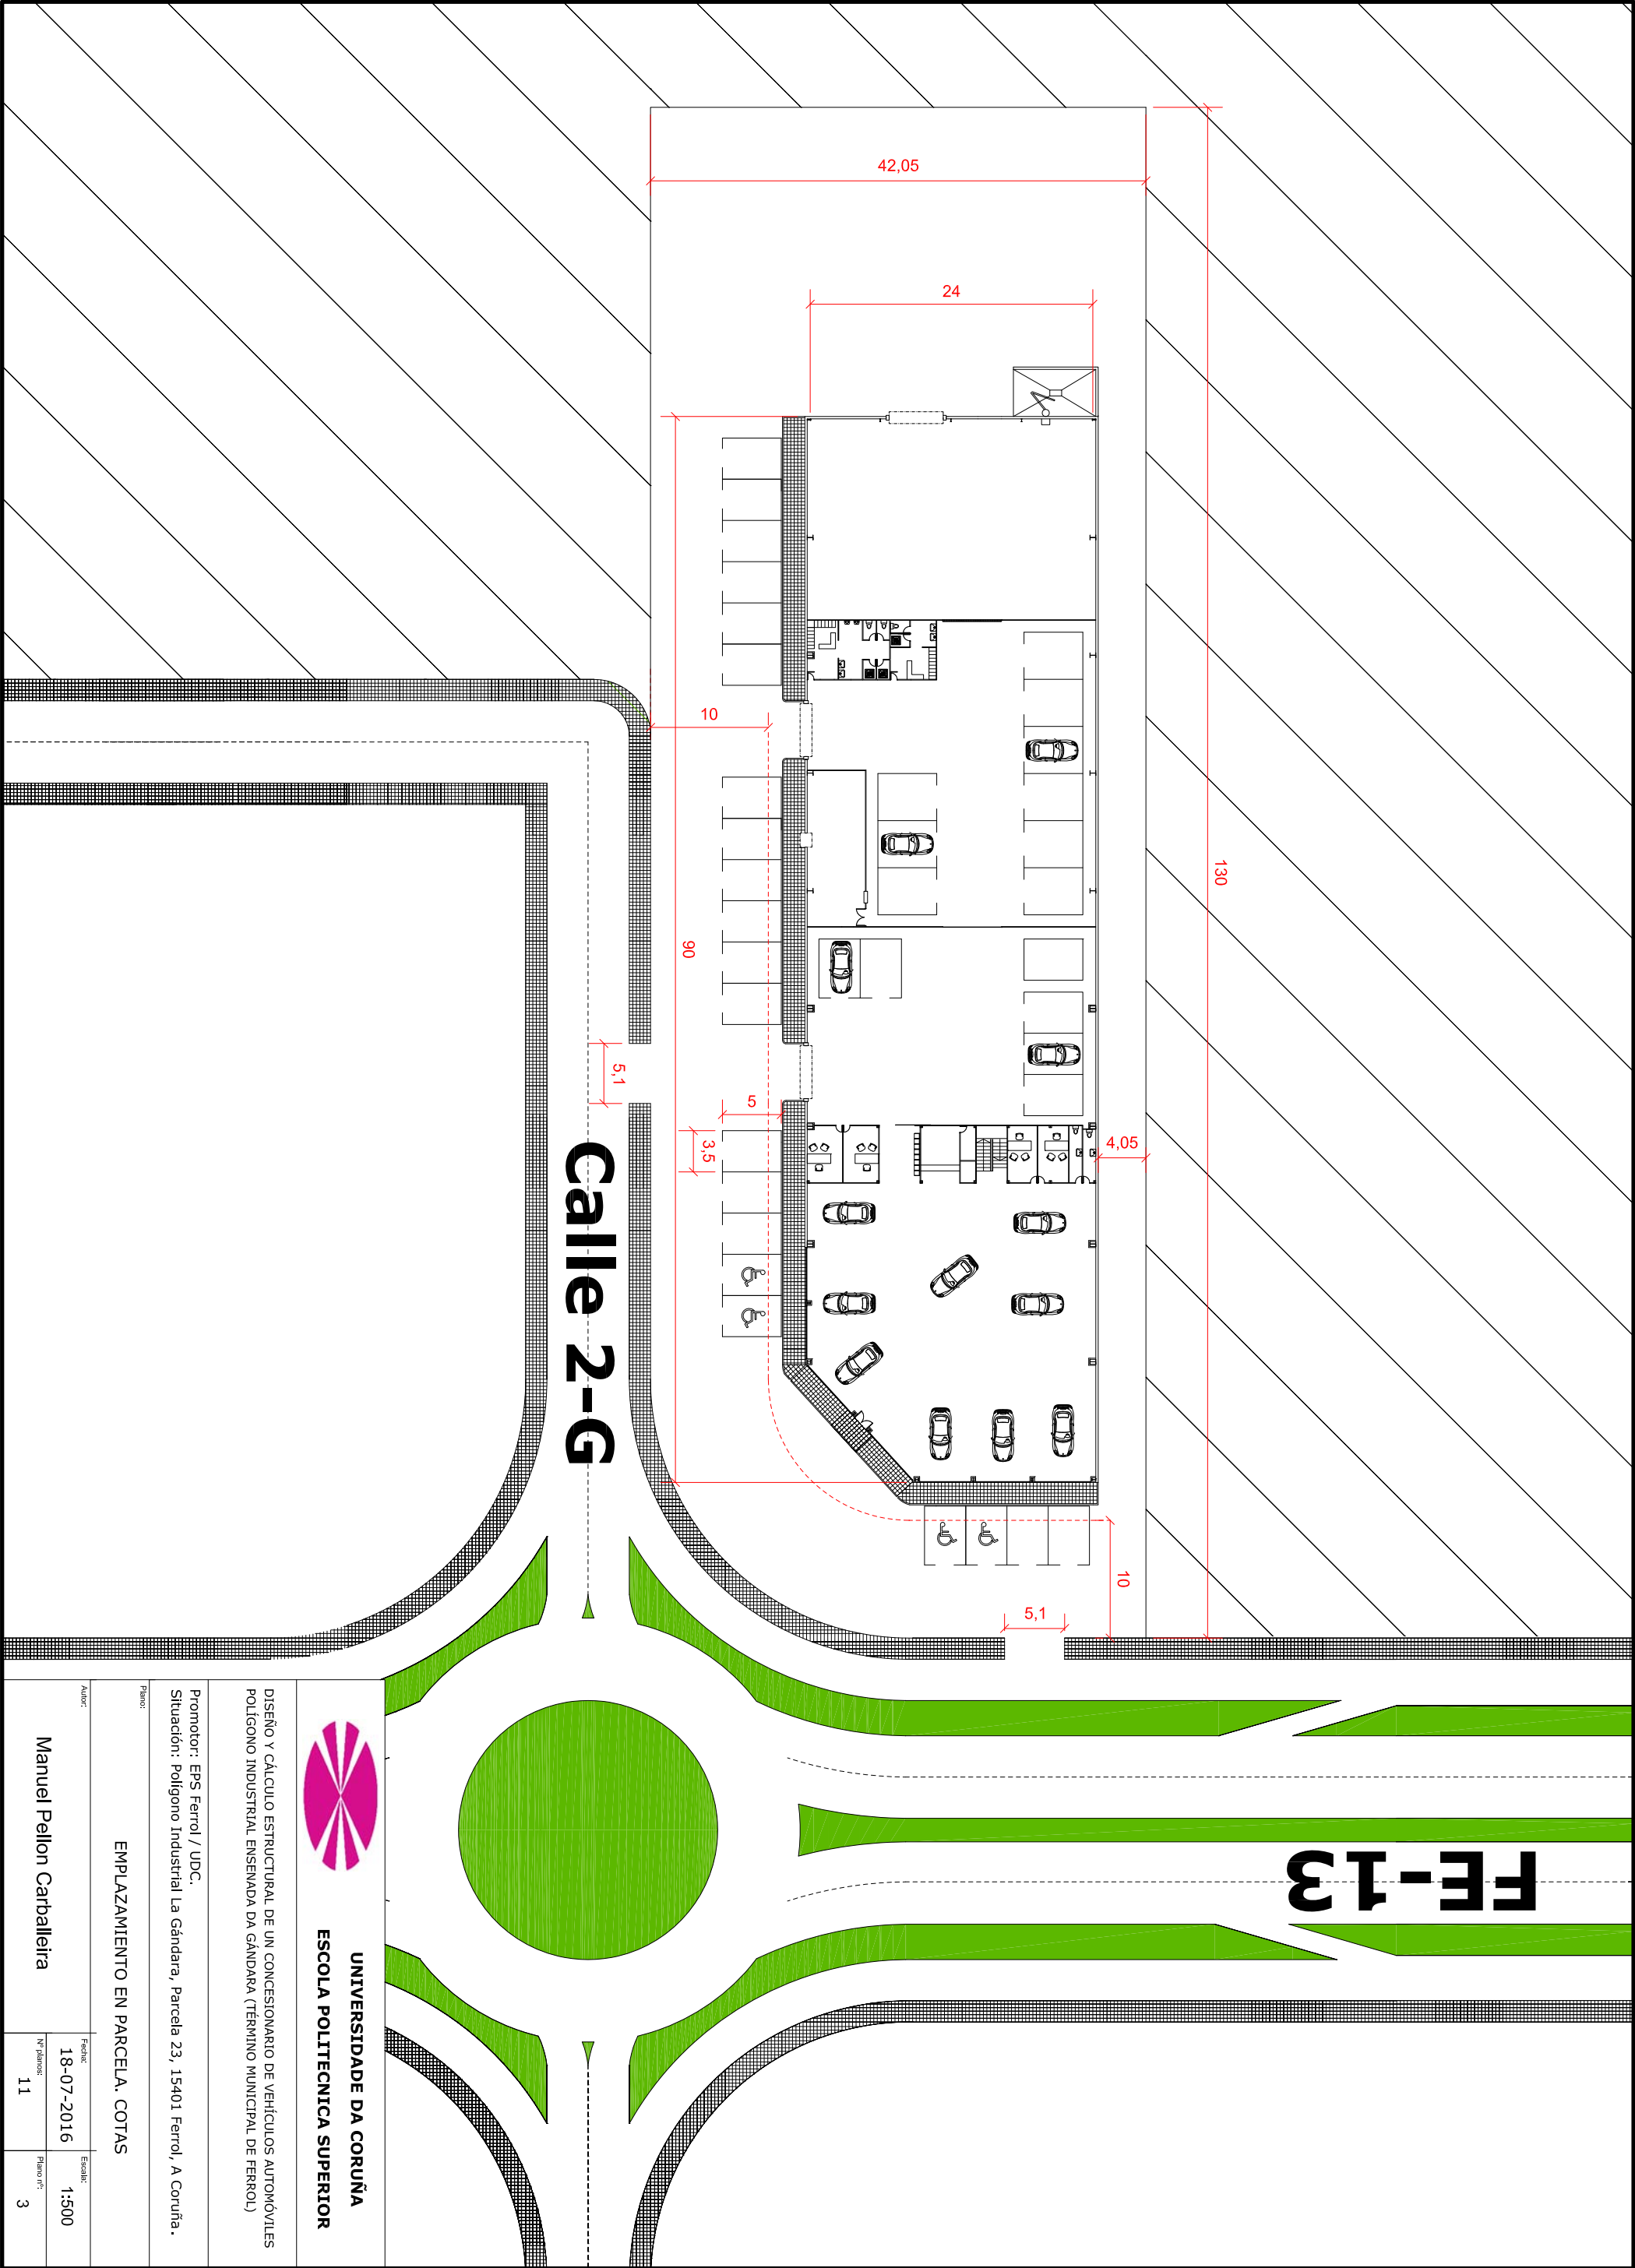 42,05
24
130
10
90
5,1
5
3,5
4,05
10
5,1
Calle 2-G
FE-13
UNIVERSIDADE DA CORUÑA
ESCOLA POLITECNICA SUPERIOR
DISEÑO Y CÁLCULO ESTRUCTURAL DE UN CONCESIONARIO DE VEHÍCULOS AUTOMÓVILES
POLÍGONO INDUSTRIAL ENSENADA DA GÁNDARA (TÉRMINO MUNICIPAL DE FERROL)
Promotor: EPS Ferrol / UDC.
Situación: Polígono Industrial La Gándara, Parcela 23, 15401 Ferrol, A Coruña.
Plano:
EMPLAZAMIENTO EN PARCELA. COTAS
Autor:
Manuel Pellon Carballeira
Fecha:
18-07-2016
Escala:
1:500
Nº planos:
11
Plano nº:
3